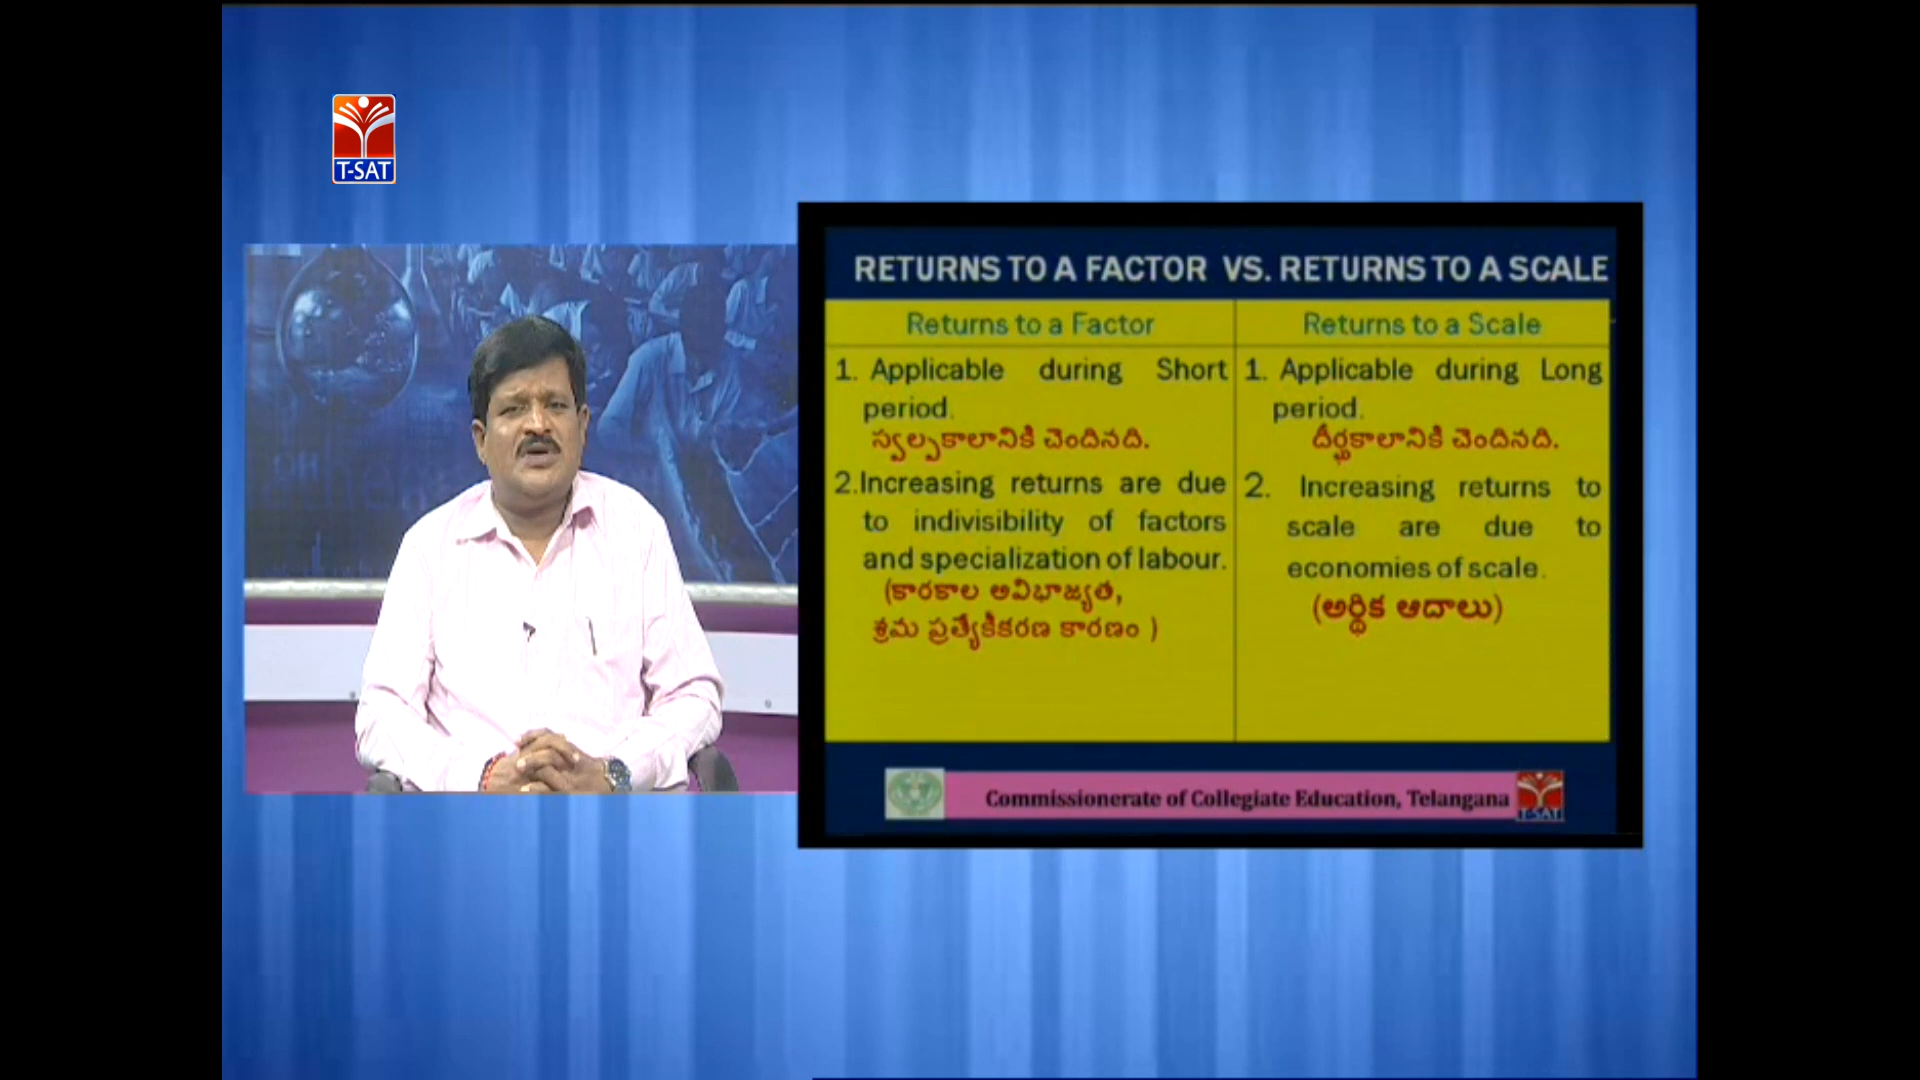 T-SAT
RETURNS TO A FACTOR VS. RETURNS TO A SCALE
Returns to a Factor
1. Applicable during Short
period.
స్వల్పకాలానికి చెందినది.
2.Increasing returns are due
to indivisibility of factors
and specialization of labour.
(కారకాల అవిభాజ్యత,
శ్రమ ప్రత్యేకీకరణ కారణం )
Returns to a Scale
1. Applicable during Long
period.
దీర్ఘకాలానికి చెందినది.
2. Increasing returns to
scale are due to
economies of scale.
(ఆర్థిక ఆదాలు)
Commissionerate of Collegiate Education, Telangana
T-SAT